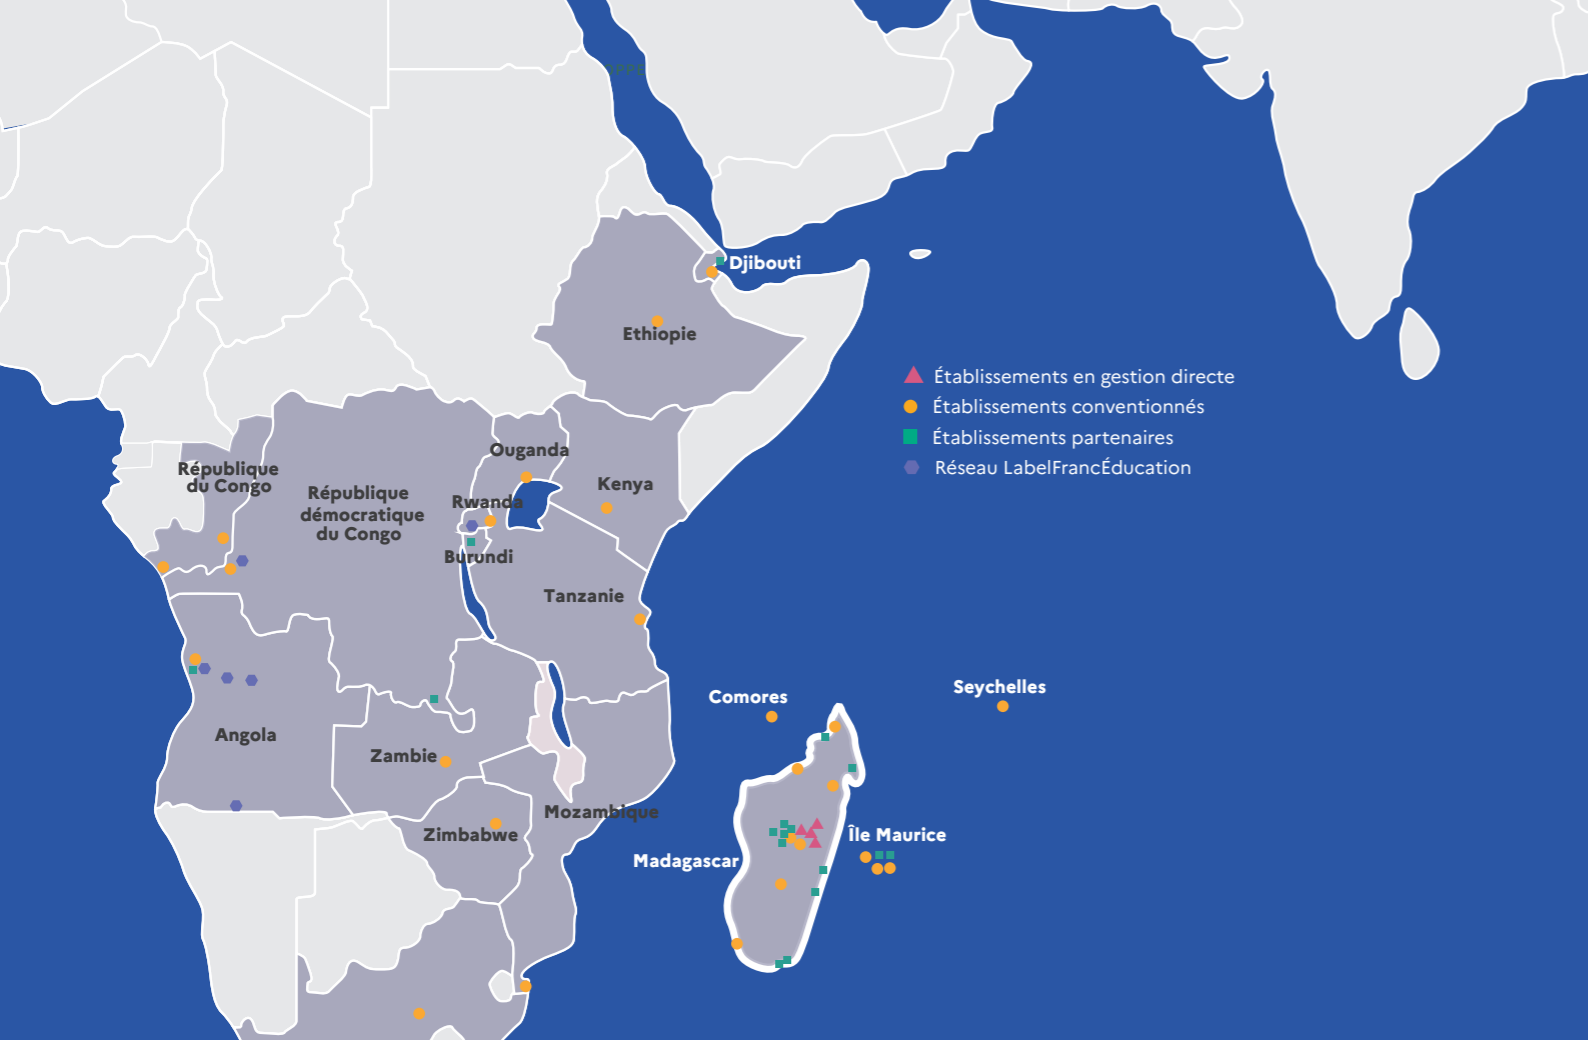 OPPE
Djibouti
Ethiopie
Établissements en gestion directe
Établissements conventionnés
Établissements partenaires
Réseau LabelFrancÉducation
Ouganda
République
du Congo
Kenya
République
démocratique
du Congo
Rwanda
Burundi
Tanzanie
Comores
Seychelles
Angola
Zambie
Mozambique
Zimbabwe
Île Maurice
Madagascar